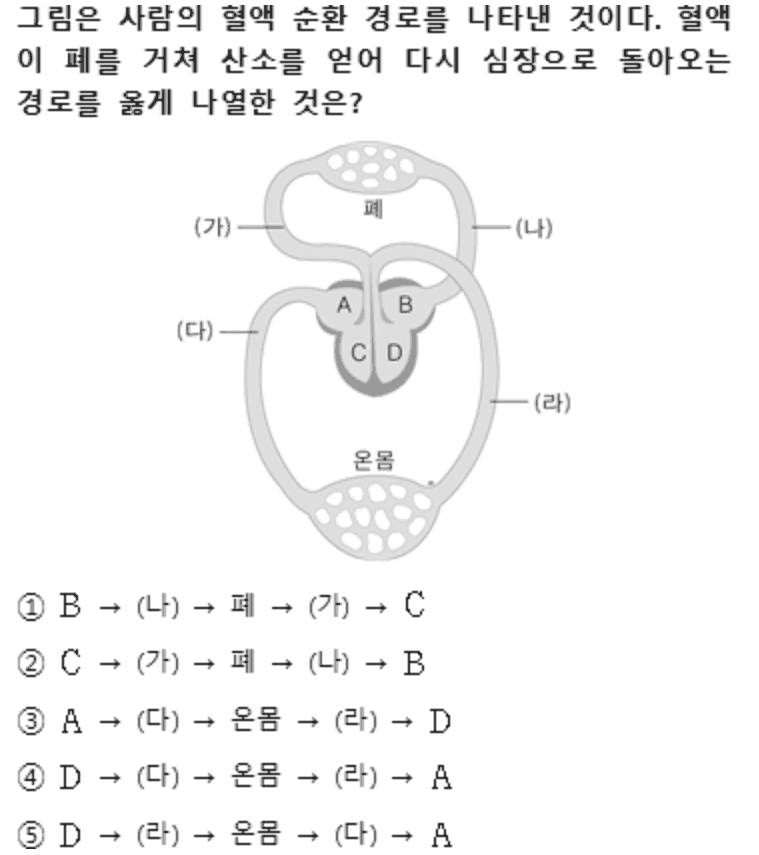 그림은 사람의 혈액 순환 경로를 나타낸 것이다. 혈액
이 폐를 거쳐 산소를 얻어 다시 심장으로 돌아오는
경로를 옳게 나열한 것은?
폐
(가)
(나)
A
B
(다)
C
D
(라)
온몸
① B → (나) → 폐 → (가) → C
② C → (가) → 폐 → (나) → B
③ A → (다) → 온몸 → (라) → D
④ D → (다) → 온몸 → (라) → A
⑤ D → (라) → 온몸 → (다) → A